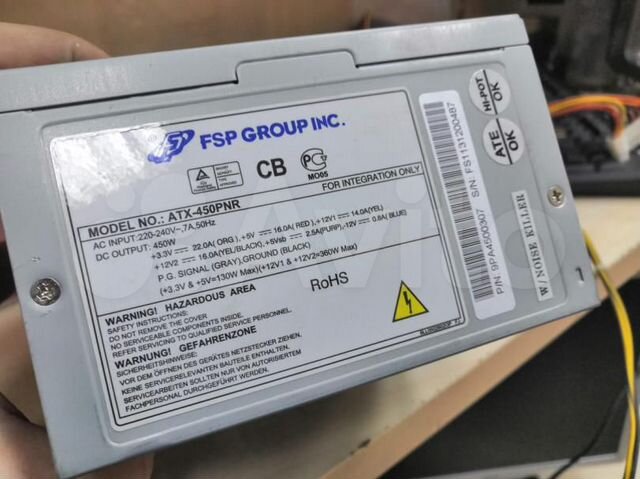 FSP GROUP INC.
CB
MO05
FOR INTEGRATION ONLY
MODEL NO.: ATX-450PNR
AC INPUT:220-240V~,7A,50Hz
DC OUTPUT: 450W
+3.3V = 22.0A( ORG ), +5V = 16.0A( RED ), +12V1 = 14.0A(YEL)
+12V2 = 16.0A(YEL/BLACK), +5Vsb = 2.5A(PURP),-12V = 0.8A( BLUE)
P.G. SIGNAL (GRAY),GROUND (BLACK)
(+3.3V & +5V=130W Max) (+12V1 & +12V2=360W Max)
RoHS
WARNING! HAZARDOUS AREA
SAFETY INSTRUCTIONS:
DO NOT REMOVE THE COVER
NO SERVICEABLE COMPONENTS INSIDE.
REFER SERVICING TO QUALIFIED SERVICE PERSONNEL.
WARNUNG! GEFAHRENZONE
SICHERHEITSHINWEISE:
VOR DEM ÖFFNEN DES GERÄTES NETZSTECKER ZIEHEN
KEINE SERVICERELEVANTEN BAUTEILE ENTHALTEN.
SERVICEARBEITEN SOLLTEN NUR VON AUTORISIERTEM
FACHPERSONAL DURCHGEFÜHRT WERDEN.
P/N: 9PA4500307
S/N: FS1131200487
HI-POT
OK
ATE
OK
W/NOISE KILLER
1
Avito